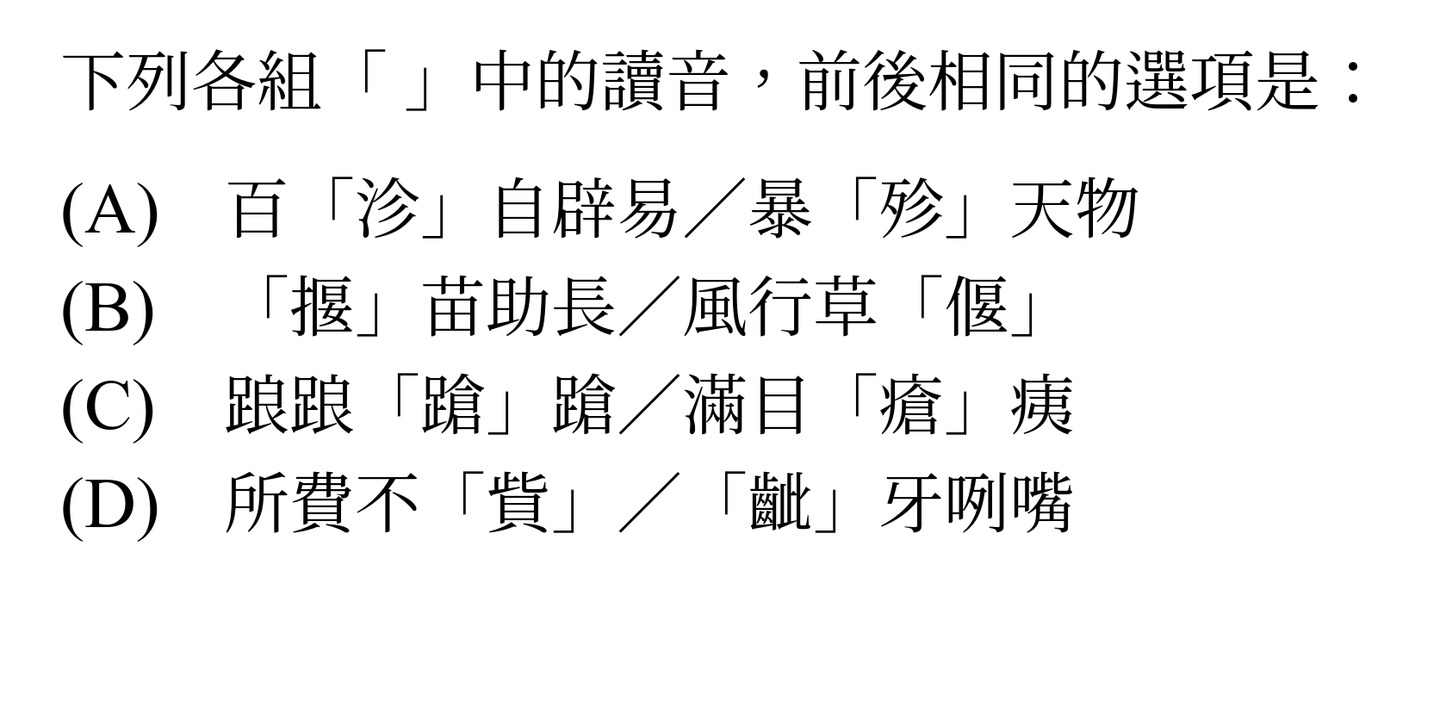 下列各組「 」中的讀音，前後相同的選項是：
(A) 百「沴」自辟易／暴「殄」天物
(B) 「揠」苗助長／風行草「偃」
(C) 踉踉「蹌」蹌／滿目「瘡」痍
(D) 所費不「貲」／「齜」牙咧嘴